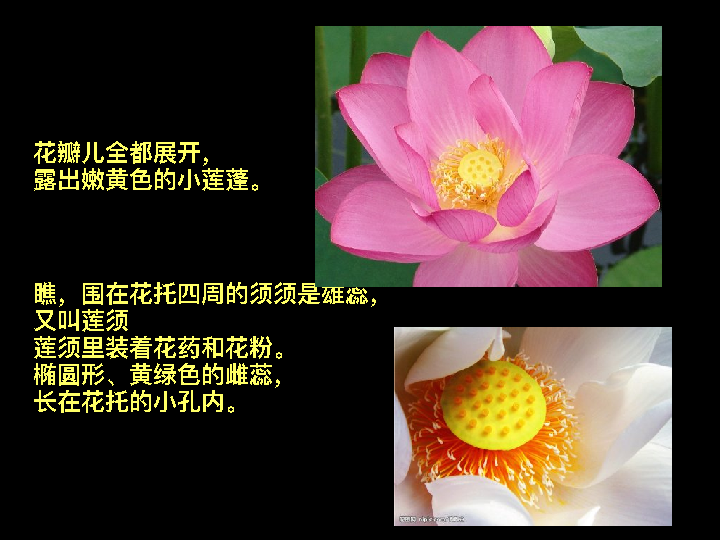 花瓣儿全都展开，
露出嫩黄色的小莲蓬。
瞧，围在花托四周的须须是雄蕊，
又叫莲须
莲须里装着花药和花粉。
椭圆形、黄绿色的雌蕊，
长在花托的小孔内。